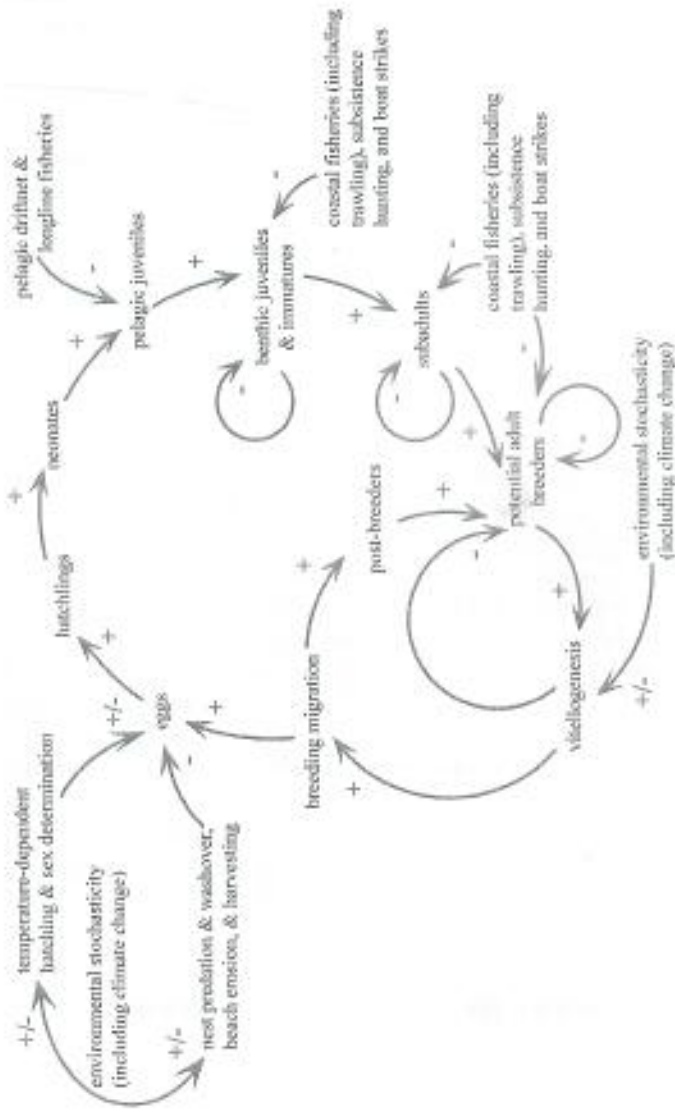 temperature-dependent
hatching & sex determination
+/-
environmental stochasticity
(including climate change)
+/-
nest predation & washover,
beach erosion, & harvesting
+/-
-
eggs
+
hatchlings
+
neonates
+
pelagic driftnet &
longline fisheries
-
pelagic juveniles
+
benthic juveniles
& immatures
-
-
coastal fisheries (including
trawling), subsistence
hunting, and boat strikes
+
subadults
-
-
coastal fisheries (including
trawling), subsistence
hunting, and boat strikes
-
+
potential adult
breeders
-
-
+
post-breeders
+
breeding migration
+
+
vitellogenesis
+
+/-
environmental stochasticity
(including climate change)